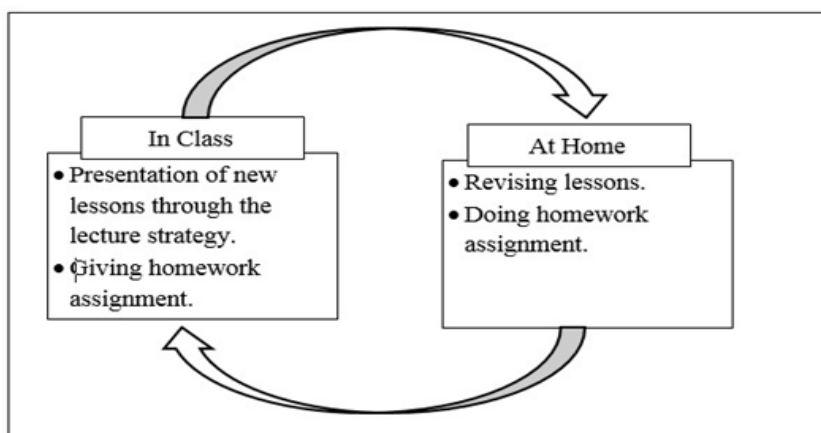 In Class
• Presentation of new
lessons through the
lecture strategy.
• Giving homework
assignment.
At Home
• Revising lessons.
• Doing homework
assignment.